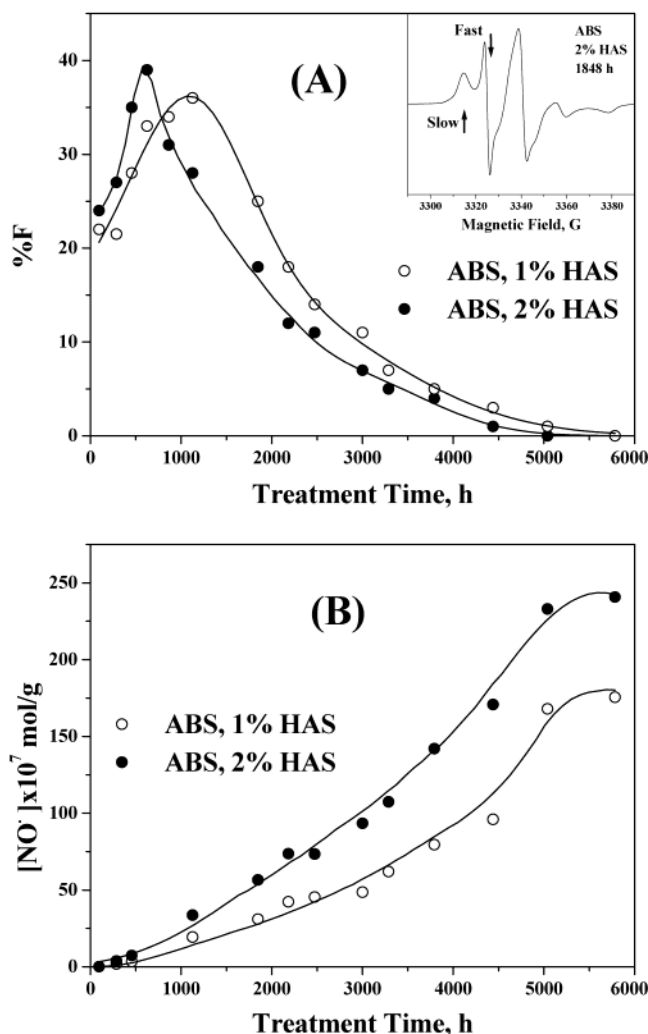 (A)
%F
40
30
20
10
0
0 1000 2000 3000 4000 5000 6000
Treatment Time, h
ABS, 1% HAS
ABS, 2% HAS
Fast
Slow
ABS
2% HAS
1848 h
3300 3320 3340 3360 3380
Magnetic Field, G
(B)
[NO·]x10⁷ mol/g
250
200
150
100
50
0
ABS, 1% HAS
ABS, 2% HAS
0 1000 2000 3000 4000 5000 6000
Treatment Time, h